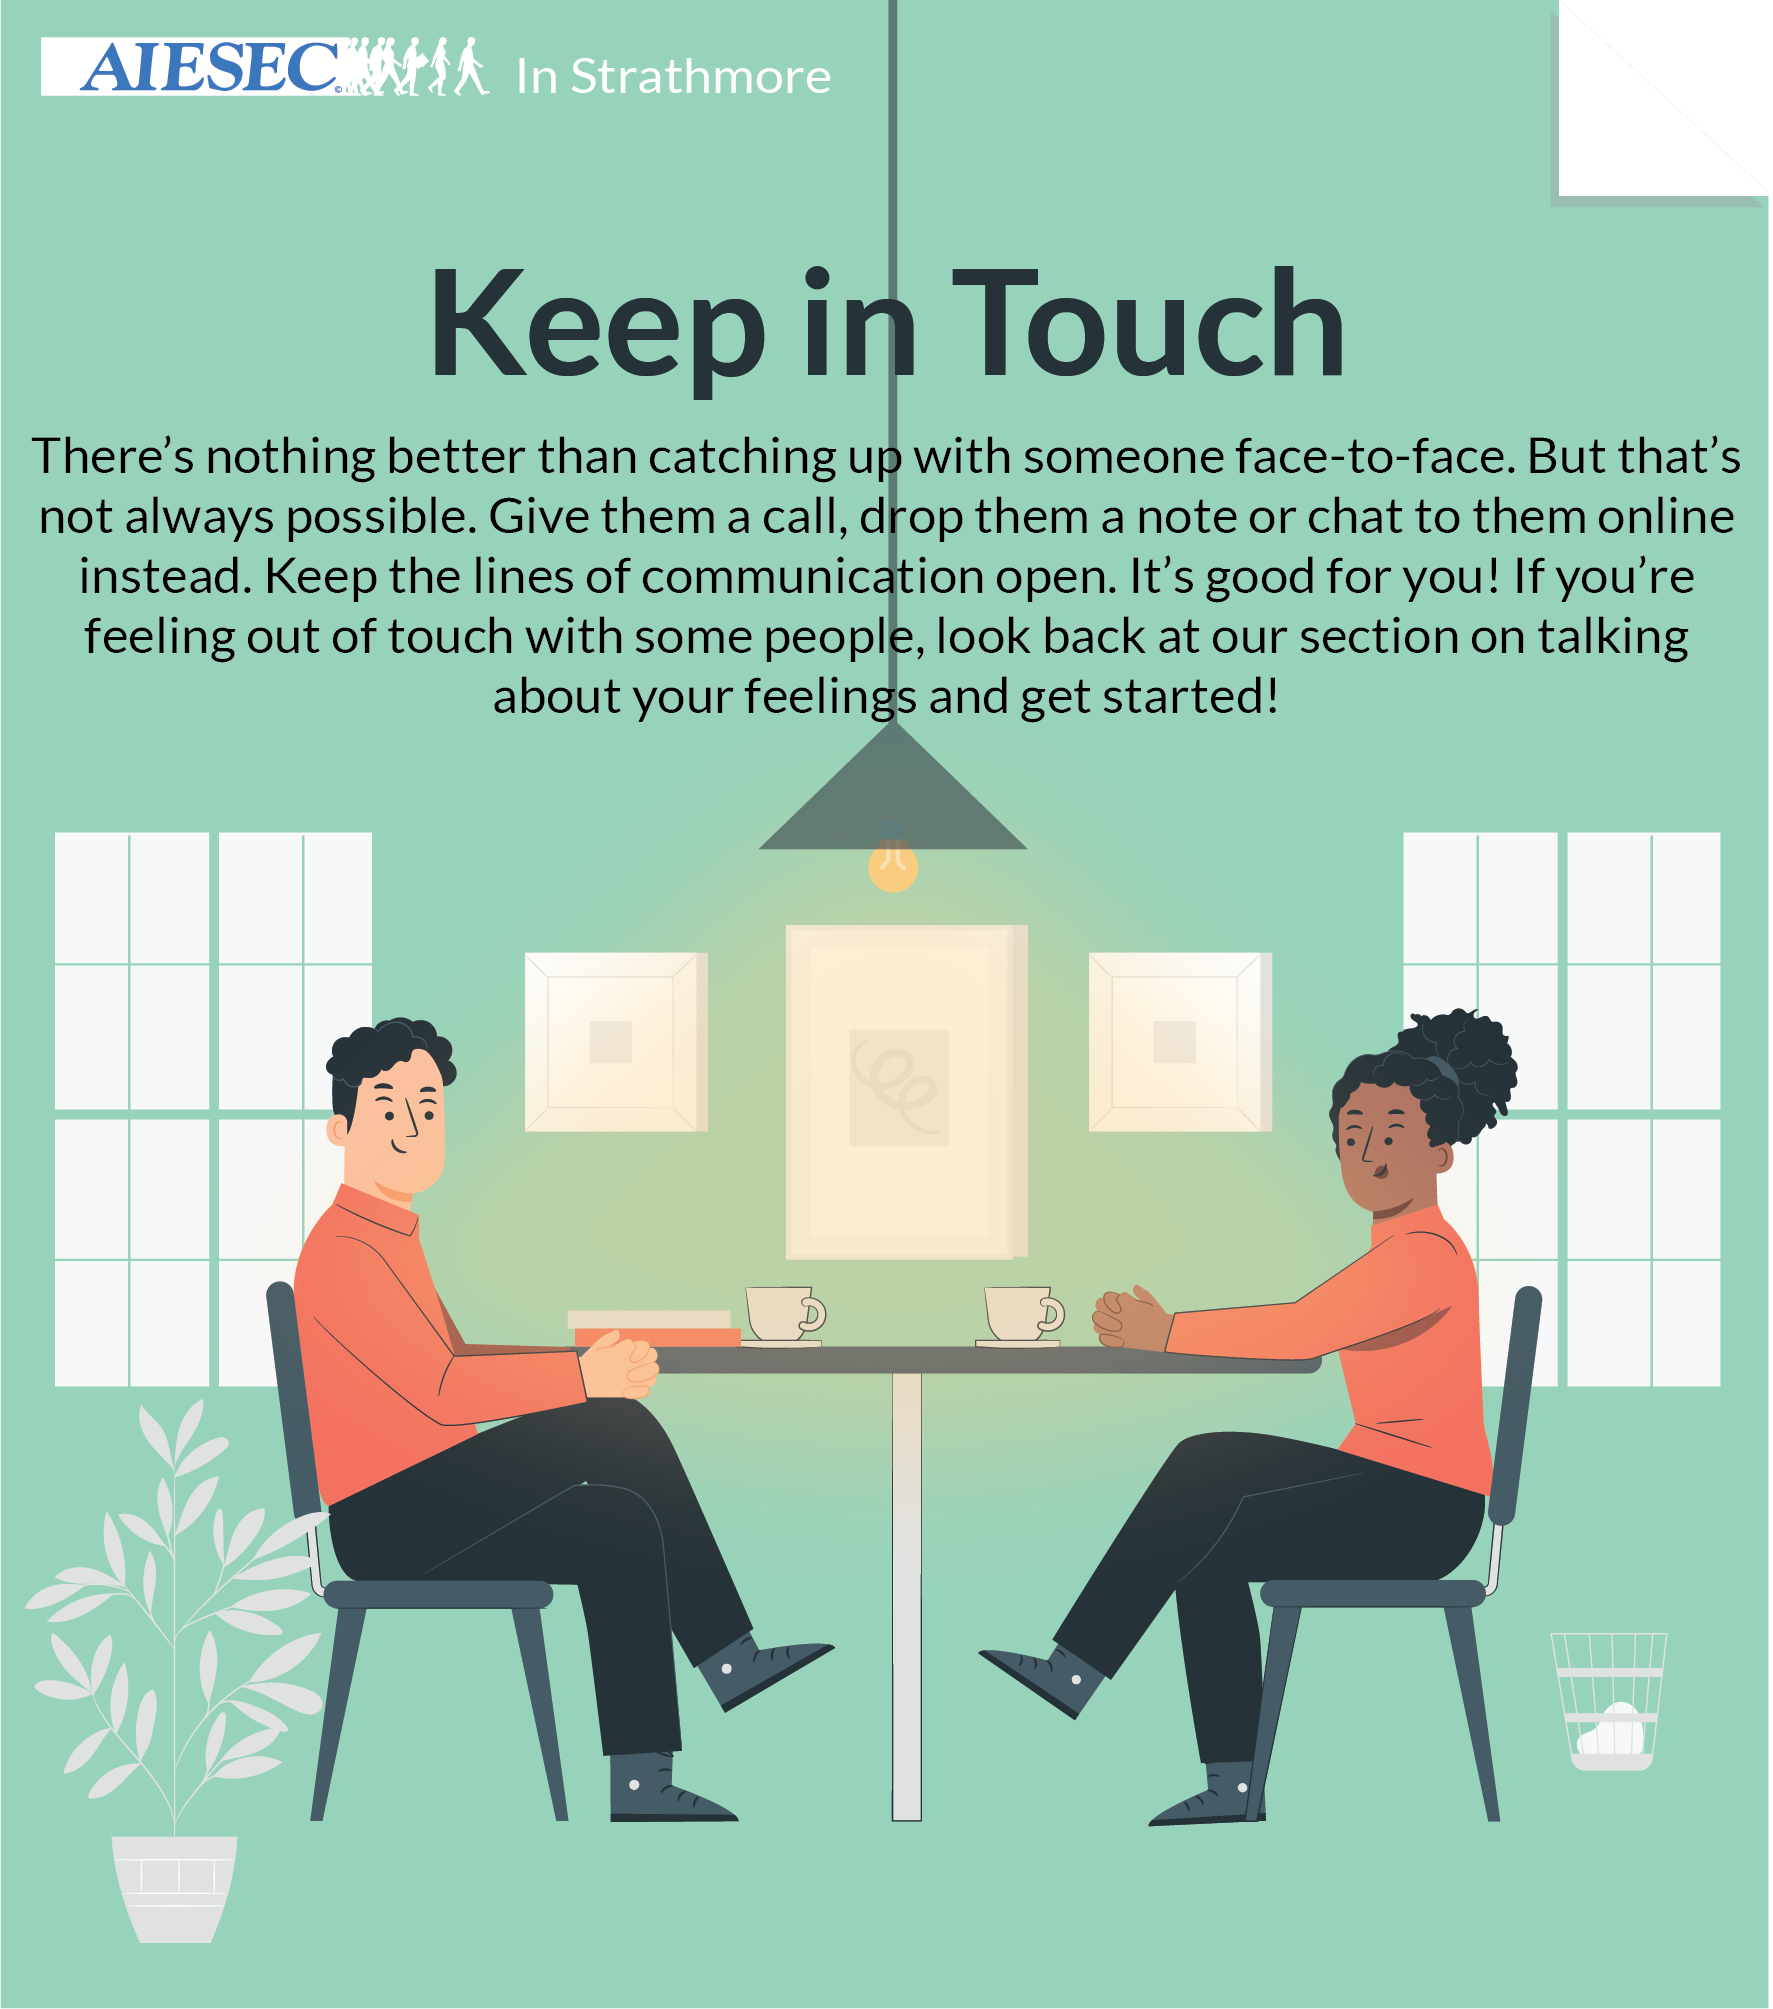 AIESEC In Strathmore
Keep in Touch
There’s nothing better than catching up with someone face-to-face. But that’s
not always possible. Give them a call, drop them a note or chat to them online
instead. Keep the lines of communication open. It’s good for you! If you’re
feeling out of touch with some people, look back at our section on talking
about your feelings and get started!